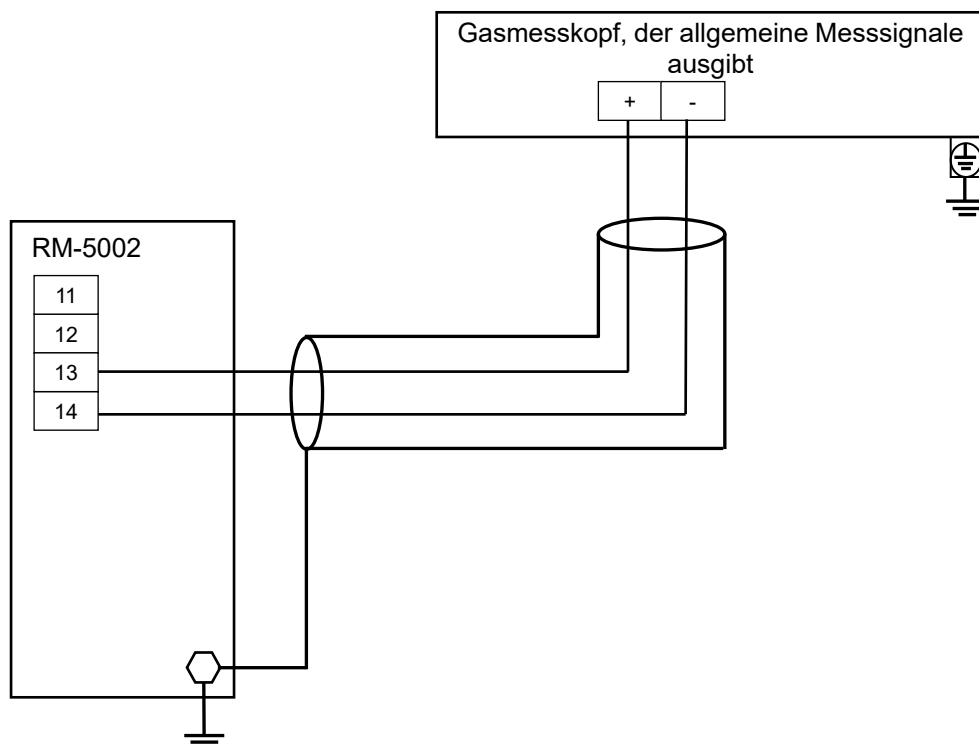 Gasmesskopf, der allgemeine Messsignale
ausgibt
+ -
RM-5002
11
12
13
14